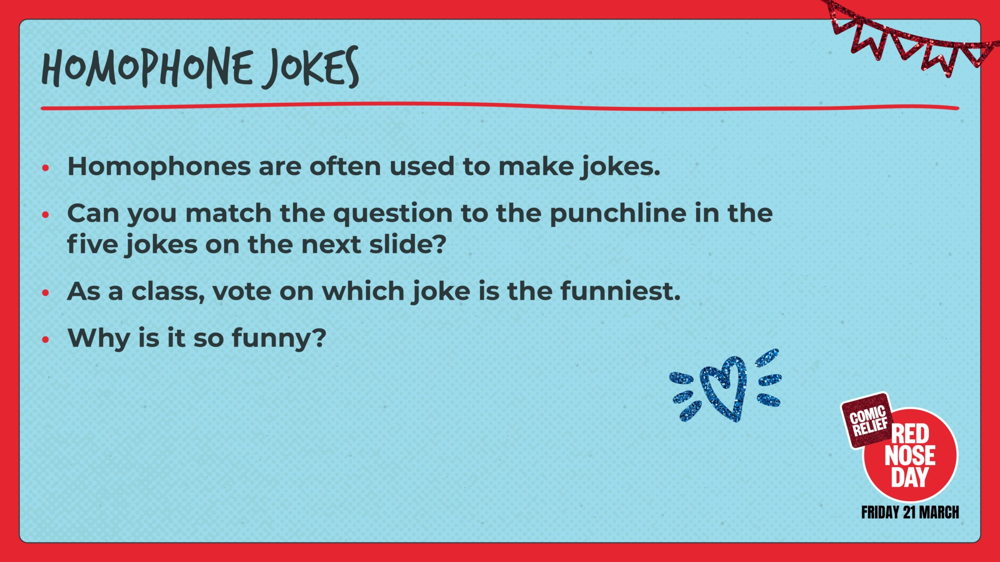 HOMOPHONE JOKES
• Homophones are often used to make jokes.
• Can you match the question to the punchline in the
five jokes on the next slide?
• As a class, vote on which joke is the funniest.
• Why is it so funny?
COMIC
RELIEF
RED
NOSE
DAY
FRIDAY 21 MARCH